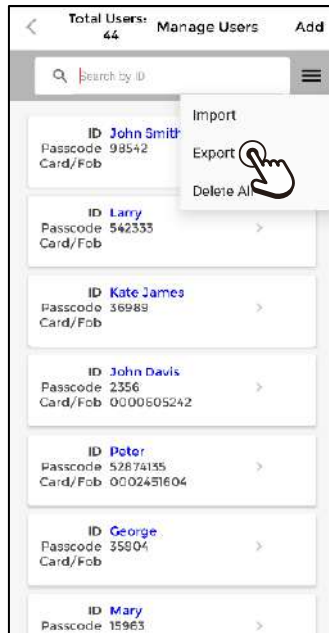 Total Users: 44 Manage Users Add
Search by ID
Import
Export
Delete All
ID John Smith
Passcode 98542
Card/Fob
ID Larry
Passcode 542333
Card/Fob
ID Kate James
Passcode 36989
Card/Fob
ID John Davis
Passcode 2356
Card/Fob 0000605242
ID Peter
Passcode 52874135
Card/Fob 0002451604
ID George
Passcode 35904
Card/Fob
ID Mary
Passcode 15963